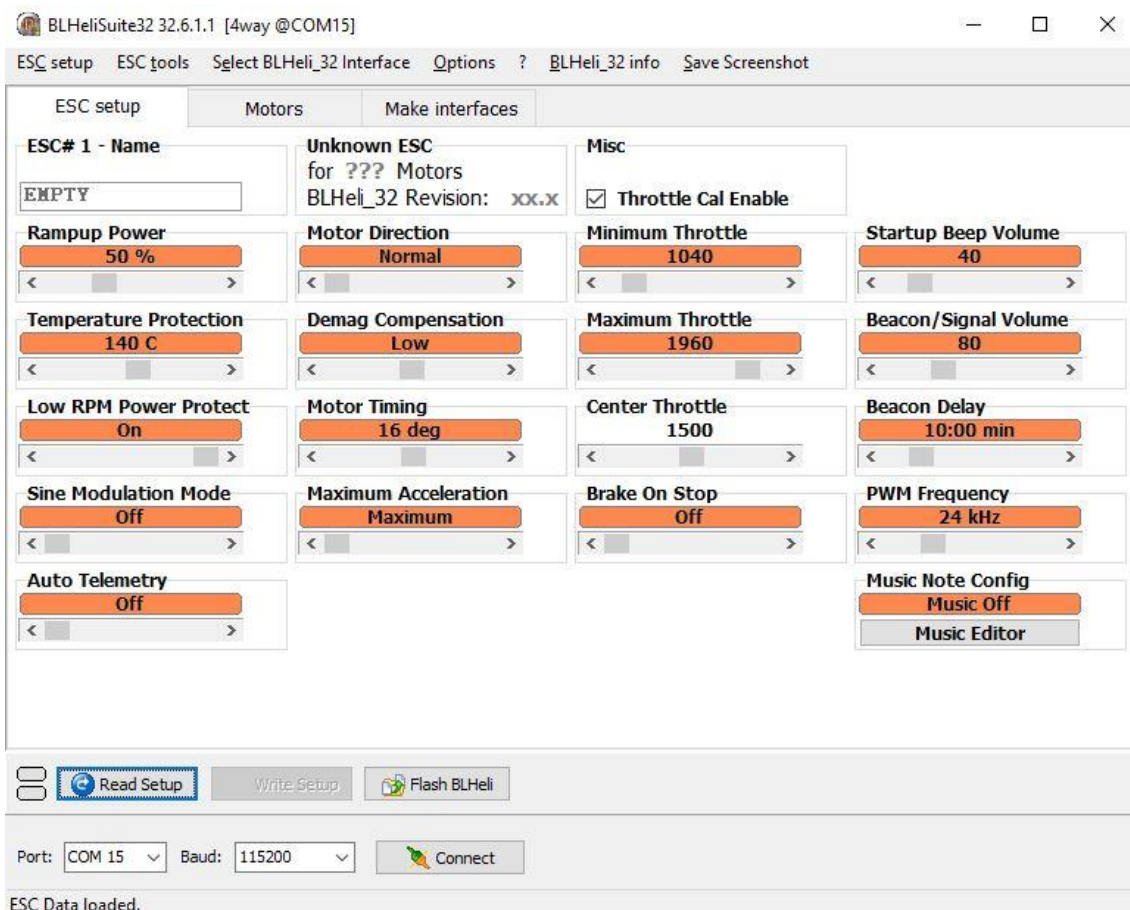 BLHeliSuite32 32.6.1.1 [4way @COM15]
ESC setup ESC tools Select BLHeli_32 Interface Options ? BLHeli_32 info Save Screenshot
ESC setup Motors Make interfaces
ESC# 1 - Name
EMPTY
Unknown ESC
for ??? Motors
BLHeli_32 Revision: xx.x
Misc
Throttle Cal Enable
Rampup Power
50 %
Motor Direction
Normal
Minimum Throttle
1040
Startup Beep Volume
40
Temperature Protection
140 C
Demag Compensation
Low
Maximum Throttle
1960
Beacon/Signal Volume
80
Low RPM Power Protect
On
Motor Timing
16 deg
Center Throttle
1500
Beacon Delay
10:00 min
Sine Modulation Mode
Off
Maximum Acceleration
Maximum
Brake On Stop
Off
PWM Frequency
24 kHz
Auto Telemetry
Off
Music Note Config
Music Off
Music Editor
Read Setup Write Setup Flash BLHeli
Port: COM 15 Baud: 115200 Connect
ESC Data loaded.